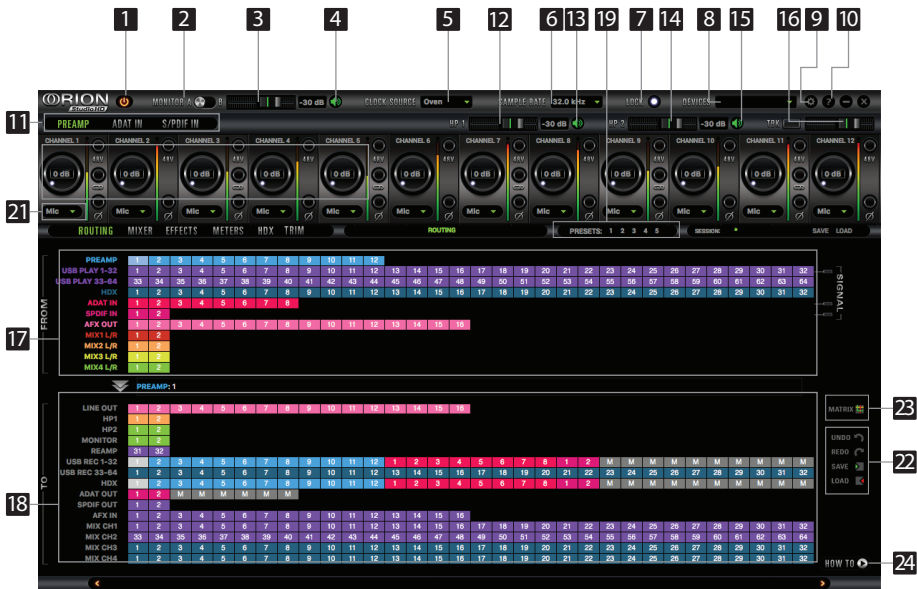 1 2 3 4 5 12 6 13 19 7 14 8 15 16 9 10
ORION Studio HD MONITOR A B -30 dB CLOCK SOURCE Oven SAMPLE RATE 32.0 kHz LOCK DEVICES ?
11 PREAMP ADAT IN S/PDIF IN HP-1 -30 dB HP-2 -30 dB TBK
CHANNEL 1 CHANNEL 2 CHANNEL 3 CHANNEL 4 CHANNEL 5 CHANNEL 6 CHANNEL 7 CHANNEL 8 CHANNEL 9 CHANNEL 10 CHANNEL 11 CHANNEL 12
48V 48V 48V 48V 48V 48V 48V 48V 48V 48V 48V 48V
0 dB 0 dB 0 dB 0 dB 0 dB 0 dB 0 dB 0 dB 0 dB 0 dB 0 dB 0 dB
21 Mic Mic Mic Mic Mic Mic Mic Mic Mic Mic Mic Mic
ROUTING MIXER EFFECTS METERS HDX TRIM ROUTING PRESETS: 1 2 3 4 5 SESSION: * SAVE LOAD
PREAMP 1 2 3 4 5 6 7 8 9 10 11 12
USB PLAY 1-32 1 2 3 4 5 6 7 8 9 10 11 12 13 14 15 16 17 18 19 20 21 22 23 24 25 26 27 28 29 30 31 32
USB PLAY 33-64 33 34 35 36 37 38 39 40 41 42 43 44 45 46 47 48 49 50 51 52 53 54 55 56 57 58 59 60 61 62 63 64
HDX 1 2 3 4 5 6 7 8 9 10 11 12 13 14 15 16 17 18 19 20 21 22 23 24 25 26 27 28 29 30 31 32
ADAT IN 1 2 3 4 5 6 7 8
SPDIF IN 1 2
AFX OUT 1 2 3 4 5 6 7 8 9 10 11 12 13 14 15 16
MIX1 L/R 1 2
MIX2 L/R 1 2
MIX3 L/R 1 2
MIX4 L/R 1 2
17 FROM
SIGNAL
PREAMP: 1
LINE OUT 1 2 3 4 5 6 7 8 9 10 11 12 13 14 15 16
HP1 1 2
HP2 1 2
MONITOR 1 2
REAMP 31 32
USB REC 1-32 1 2 3 4 5 6 7 8 9 10 11 12 1 2 3 4 5 6 7 8 1 2 M M M M M M M M M M
USB REC 33-64 1 2 3 4 5 6 7 8 9 10 11 12 13 14 15 16 17 18 19 20 21 22 23 24 25 26 27 28 29 30 31 32
HDX 1 2 3 4 5 6 7 8 9 10 11 12 1 2 3 4 5 6 7 8 1 2 M M M M M M M M M M
ADAT OUT 1 2 M M M M M M
SPDIF OUT 1 2
AFX IN 1 2 3 4 5 6 7 8 9 10 11 12 13 14 15 16
MIX CH1 1 2 3 4 5 6 7 8 9 10 11 12 13 14 15 16 17 18 19 20 21 22 23 24 25 26 27 28 29 30 31 32
MIX CH2 33 34 35 36 37 38 39 40 41 42 43 44 45 46 47 48 49 50 51 52 53 54 55 56 57 58 59 60 61 62 63 64
MIX CH3 1 2 3 4 5 6 7 8 9 10 11 12 13 14 15 16 17 18 19 20 21 22 23 24 25 26 27 28 29 30 31 32
MIX CH4 1 2 3 4 5 6 7 8 9 10 11 12 13 14 15 16 17 18 19 20 21 22 23 24 25 26 27 28 29 30 31 32
18 TO
MATRIX 23
UNDO
REDO
SAVE
LOAD
22
HOW TO 24